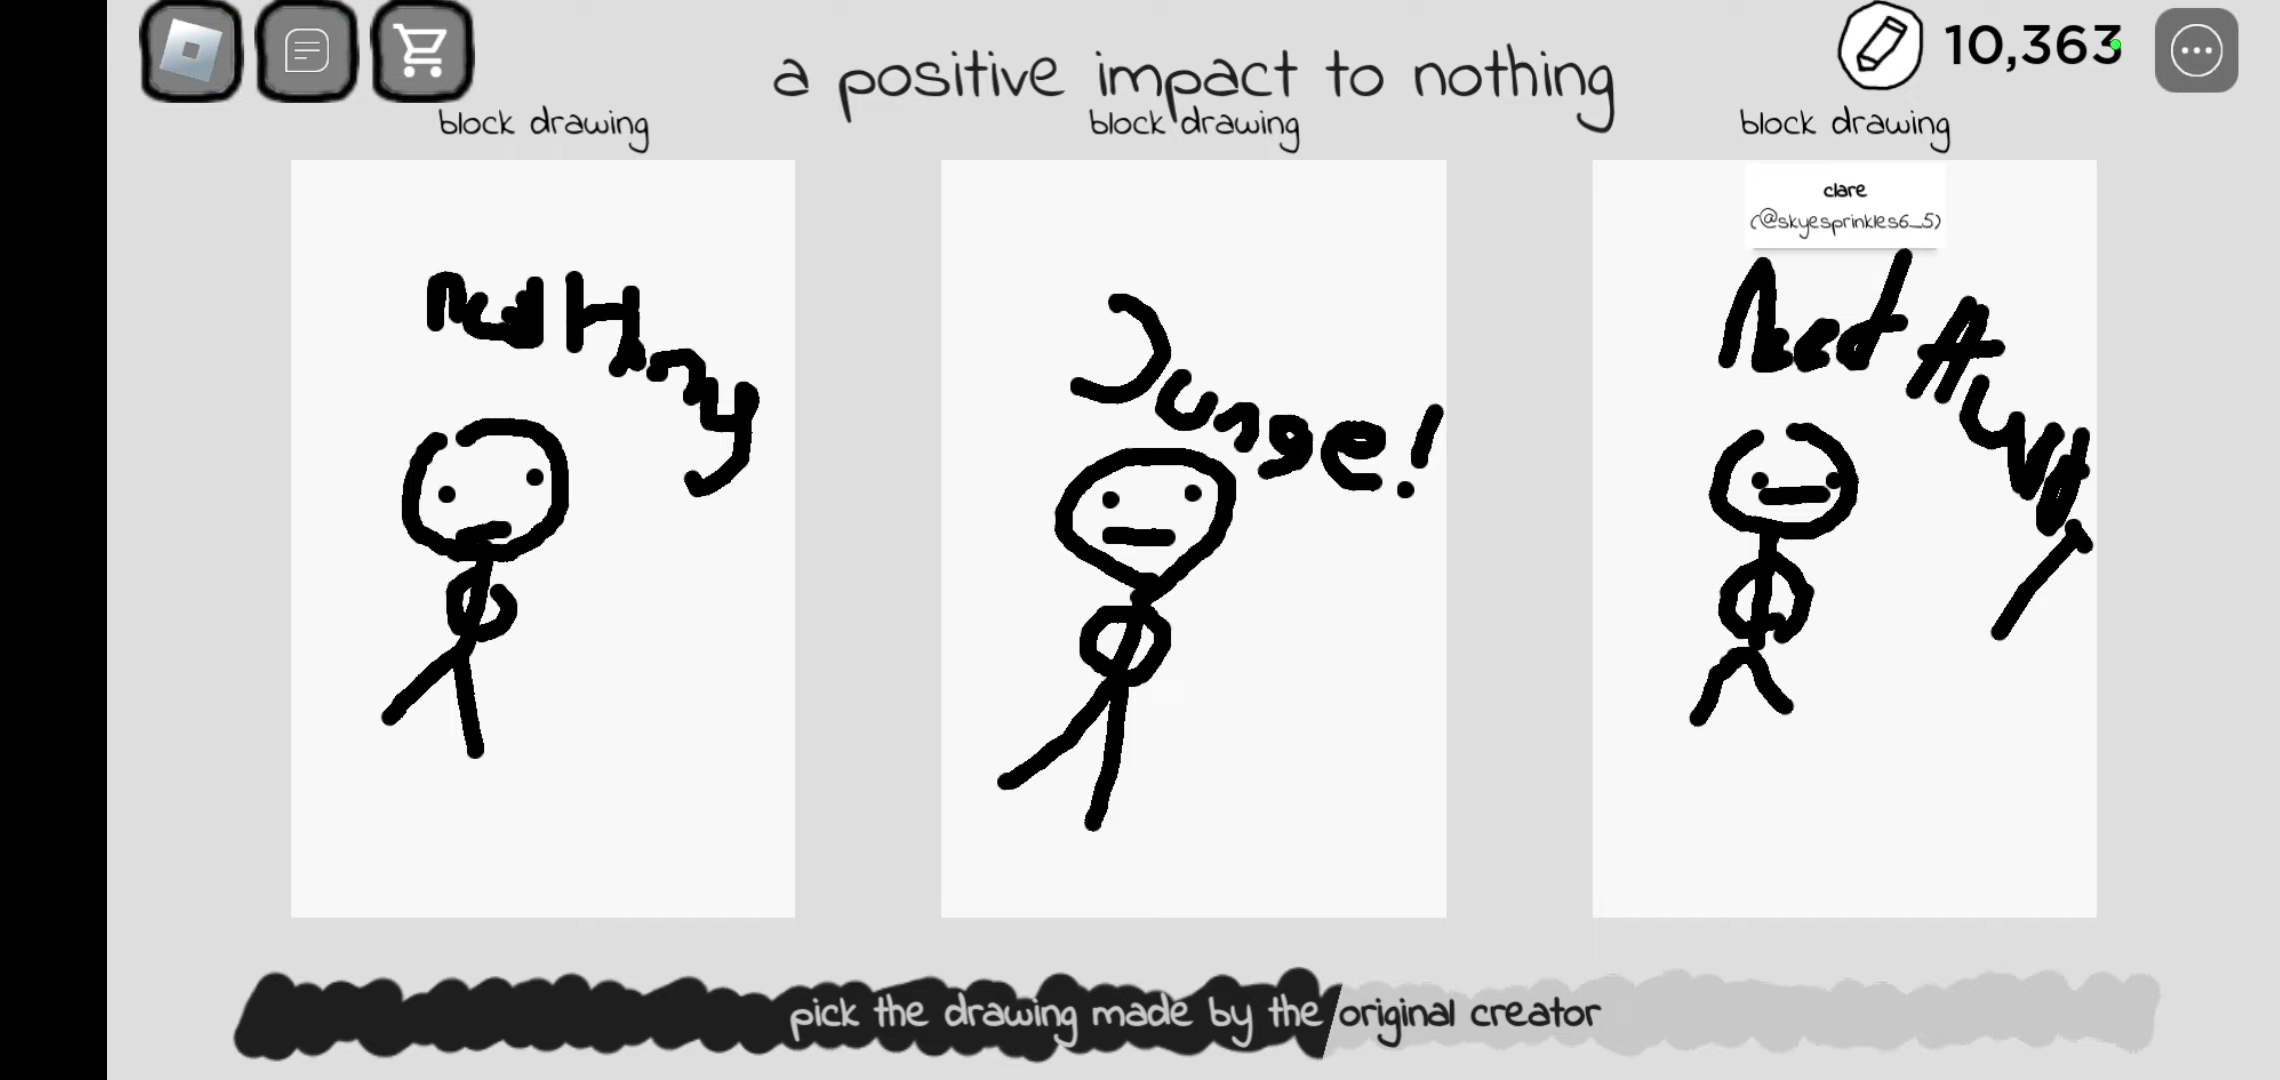 10,363
a positive impact to nothing
block drawing
block drawing
block drawing
clare
(@skyesprinkles6_5)
Junge!
pick the drawing made by the original creator